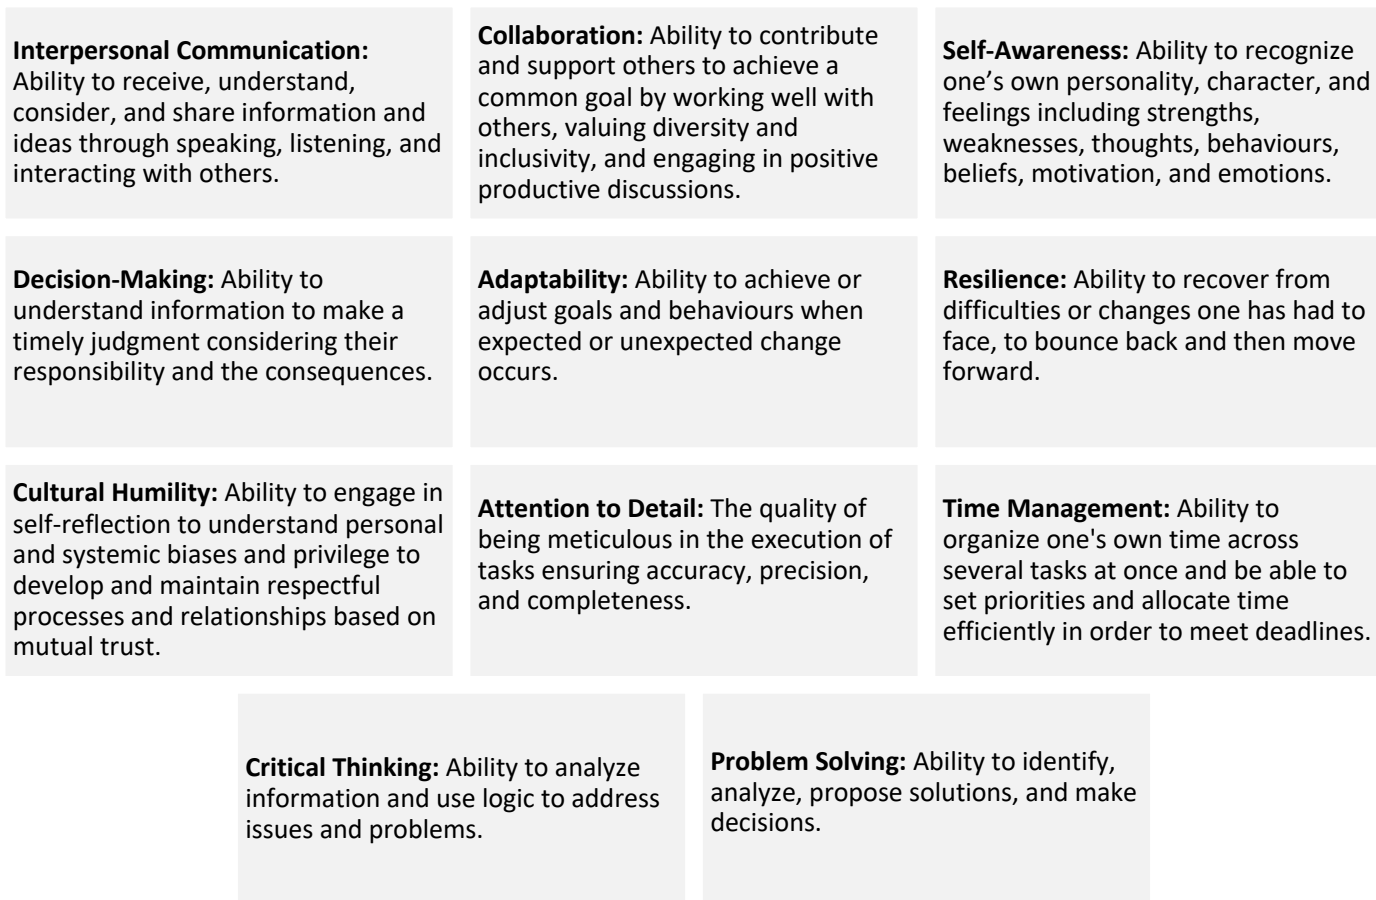 Interpersonal Communication:
Ability to receive, understand,
consider, and share information and
ideas through speaking, listening, and
interacting with others.
Collaboration: Ability to contribute
and support others to achieve a
common goal by working well with
others, valuing diversity and
inclusivity, and engaging in positive
productive discussions.
Self-Awareness: Ability to recognize
one’s own personality, character, and
feelings including strengths,
weaknesses, thoughts, behaviours,
beliefs, motivation, and emotions.
Decision-Making: Ability to
understand information to make a
timely judgment considering their
responsibility and the consequences.
Adaptability: Ability to achieve or
adjust goals and behaviours when
expected or unexpected change
occurs.
Resilience: Ability to recover from
difficulties or changes one has had to
face, to bounce back and then move
forward.
Cultural Humility: Ability to engage in
self-reflection to understand personal
and systemic biases and privilege to
develop and maintain respectful
processes and relationships based on
mutual trust.
Attention to Detail: The quality of
being meticulous in the execution of
tasks ensuring accuracy, precision,
and completeness.
Time Management: Ability to
organize one's own time across
several tasks at once and be able to
set priorities and allocate time
efficiently in order to meet deadlines.
Critical Thinking: Ability to analyze
information and use logic to address
issues and problems.
Problem Solving: Ability to identify,
analyze, propose solutions, and make
decisions.